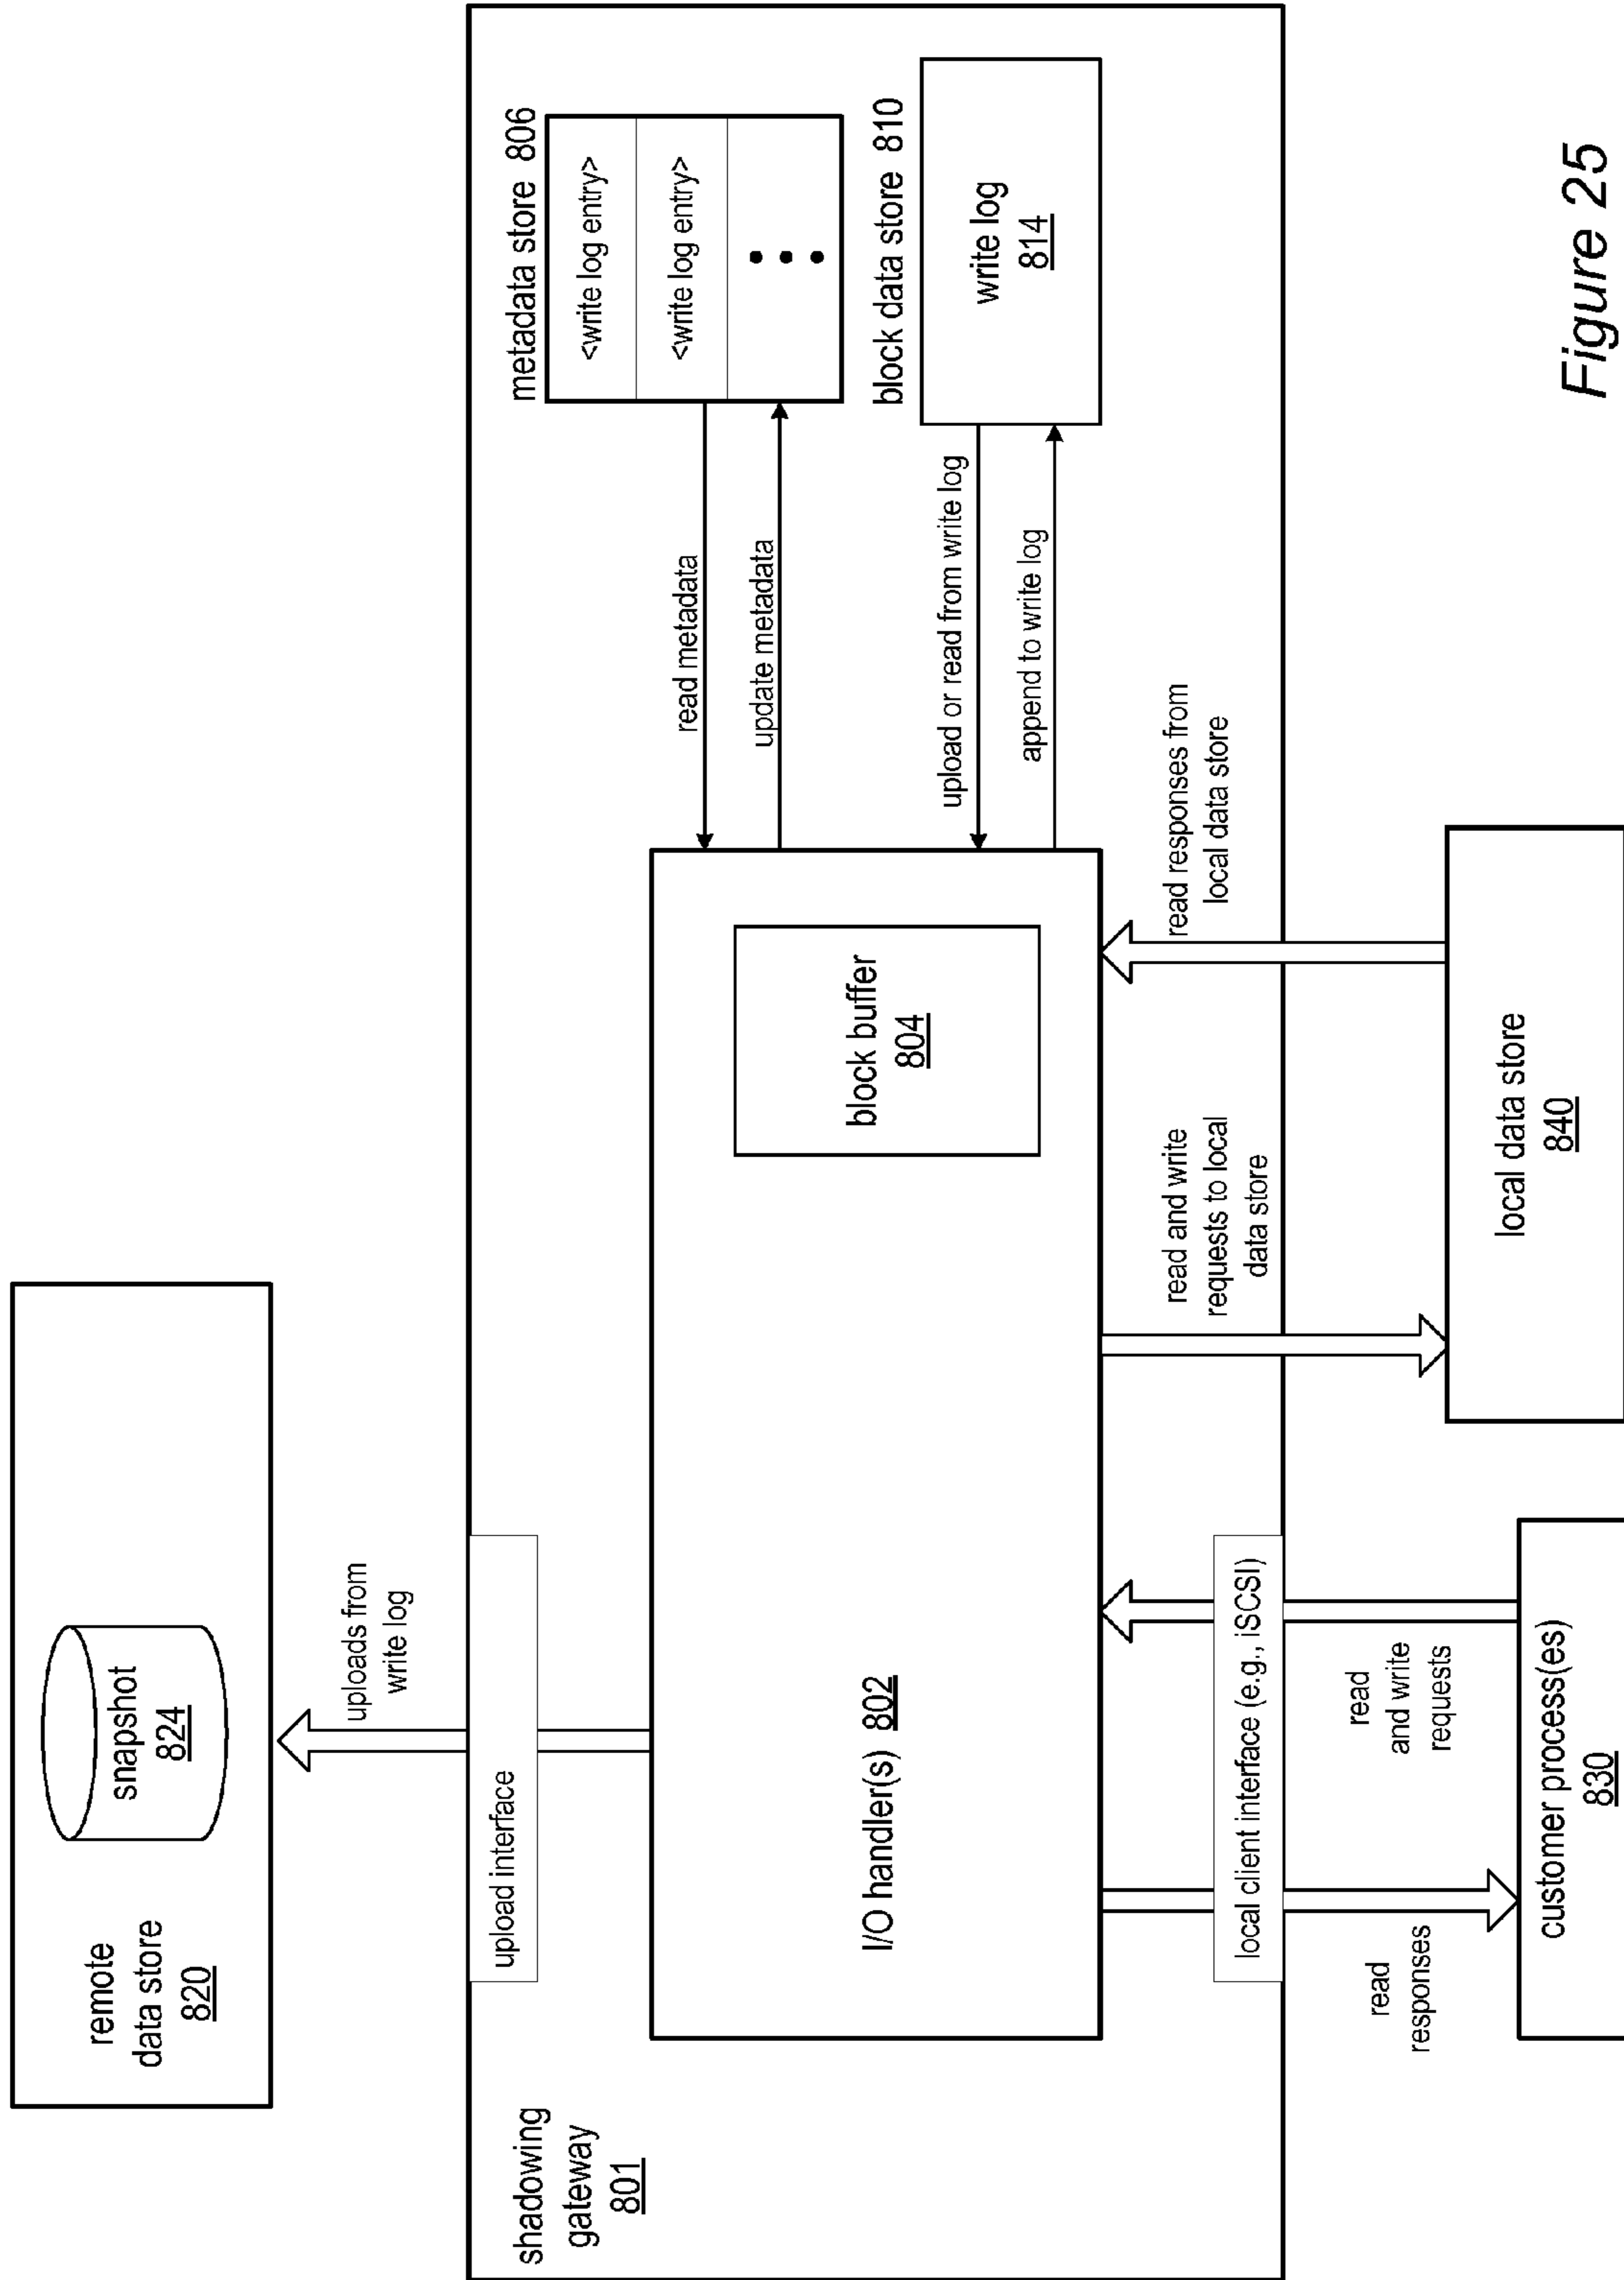 remote
data store
820
snapshot
824
uploads from
write log
shadowing
gateway
801
upload interface
I/O handler(s) 802
block buffer
804
read metadata
update metadata
metadata store 806
<write log entry>
<write log entry>
upload or read from write log
append to write log
block data store 810
write log
814
local client interface (e.g., iSCSI)
read
responses
read
and write
requests
read and write
requests to local
data store
read responses from
local data store
customer process(es)
830
local data store
840
Figure 25